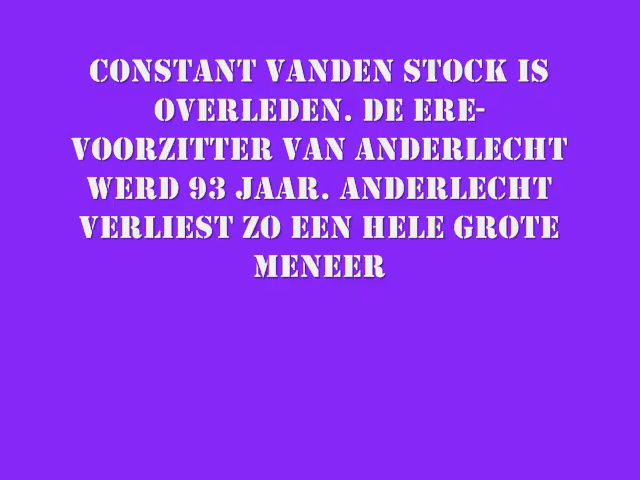 CONSTANT VANDEN STOCK IS
OVERLEDEN. DE ERE-
VOORZITTER VAN ANDERLECHT
WERD 93 JAAR. ANDERLECHT
VERLIEST ZO EEN HELE GROTE
MENEER